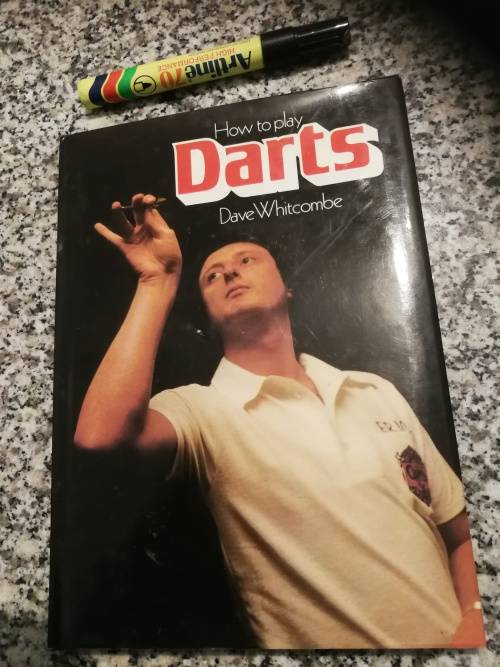 Artline 70
HIGH PERFORMANCE
How to play
Darts
Dave Whitcombe